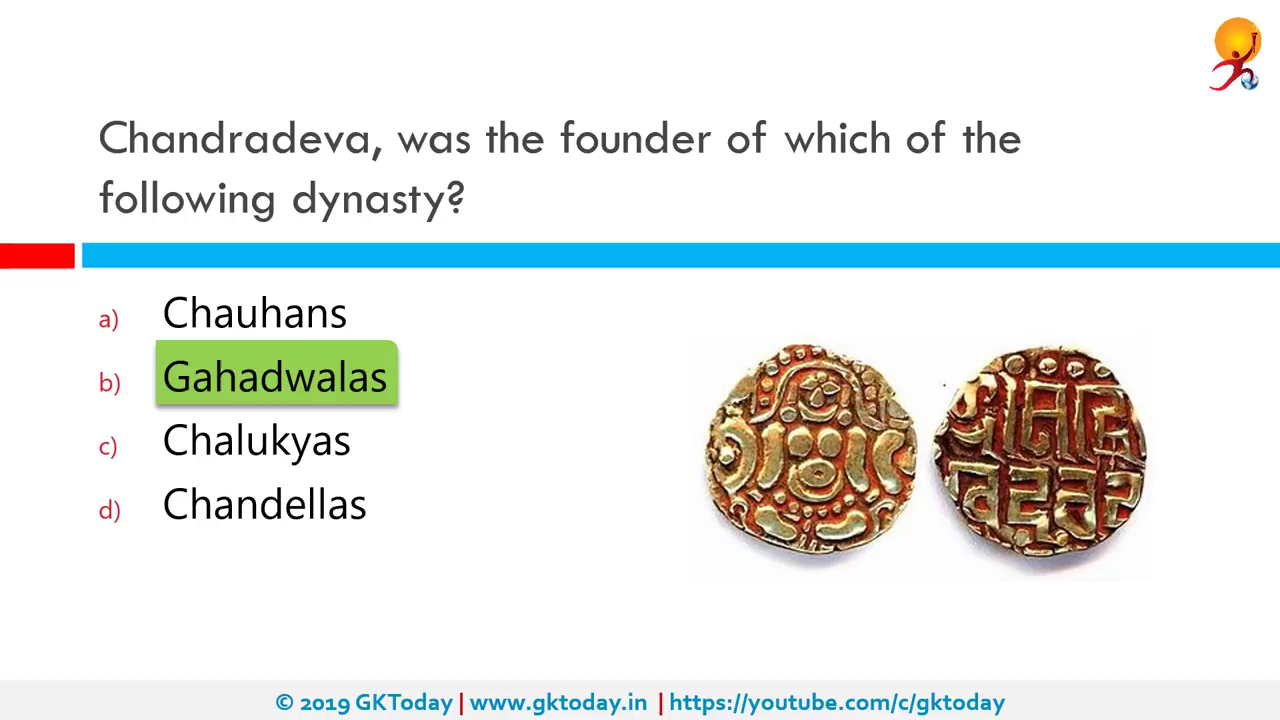 Chandradeva, was the founder of which of the
following dynasty?
a) Chauhans
b) Gahadwalas
c) Chalukyas
d) Chandellas
© 2019 GKToday | www.gktoday.in | https://youtube.com/c/gktoday